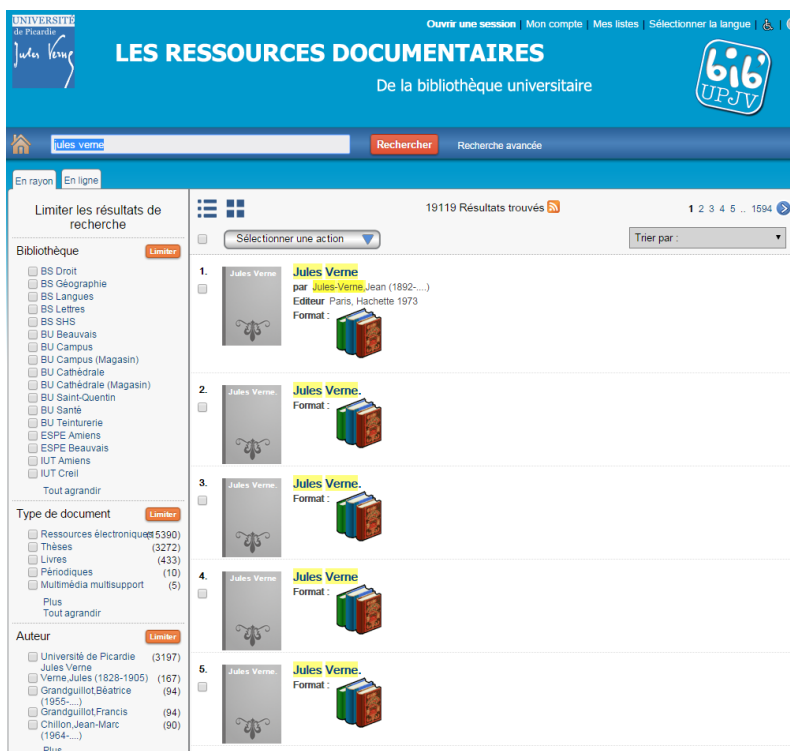 UNIVERSITÉ
de Picardie
Jules Verne
Ouvrir une session | Mon compte | Mes listes | Sélectionner la langue |
LES RESSOURCES DOCUMENTAIRES
De la bibliothèque universitaire
bib'
UPJV
jules verne
Rechercher
Recherche avancée
En rayon
En ligne
Limiter les résultats de
recherche
Bibliothèque
Limiter
BS Droit
BS Géographie
BS Langues
BS Lettres
BS SHS
BU Beauvais
BU Campus
BU Campus (Magasin)
BU Cathédrale
BU Cathédrale (Magasin)
BU Saint-Quentin
BU Santé
BU Teinturerie
ESPE Amiens
ESPE Beauvais
IUT Amiens
IUT Creil
Tout agrandir
Type de document
Limiter
Ressources électroniques (15390)
Thèses (3272)
Livres (433)
Périodiques (10)
Multimédia multisupport (5)
Plus
Tout agrandir
Auteur
Limiter
Université de Picardie (3197)
Jules Verne
Verne,Jules (1828-1905) (167)
Grandguillot,Béatrice (94)
(1955-....)
Grandguillot,Francis (94)
Chillon,Jean-Marc (90)
(1964-....)
Plus
19119 Résultats trouvés
1 2 3 4 5 .. 1594
Sélectionner une action
Trier par :
1.
Jules Verne
Jules Verne
par Jules-Verne,Jean (1892-....)
Editeur Paris, Hachette 1973
Format :
2.
Jules Verne.
Jules Verne.
Format :
3.
Jules Verne.
Jules Verne.
Format :
4.
Jules Verne
Jules Verne
Format :
5.
Jules Verne.
Jules Verne.
Format :